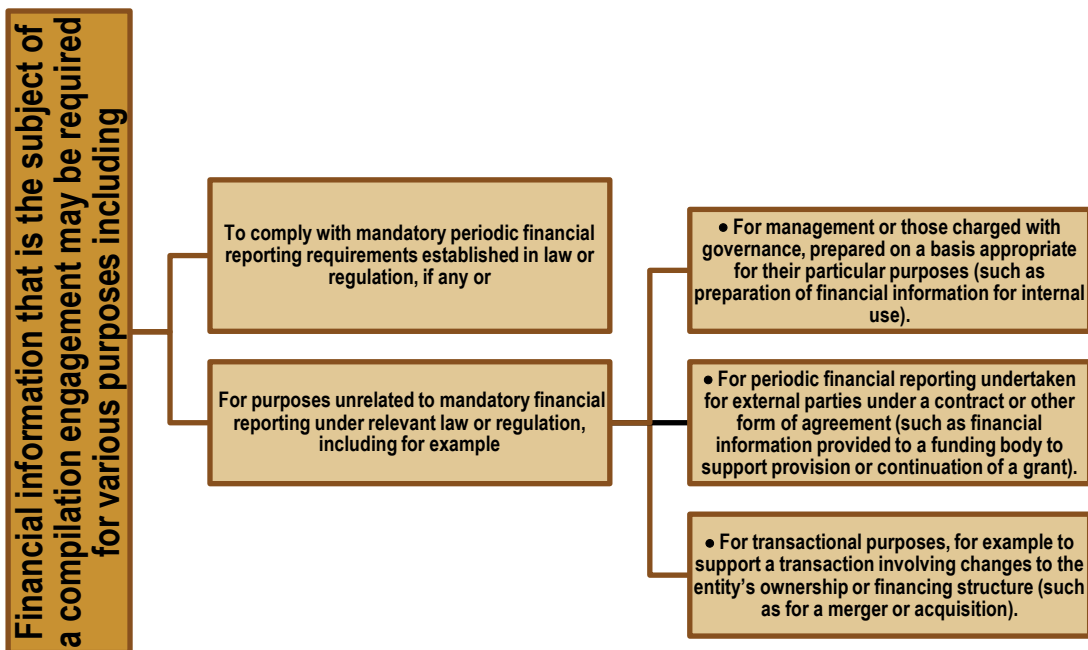 Financial information that is the subject of
a compilation engagement may be required
for various purposes including
To comply with mandatory periodic financial
reporting requirements established in law or
regulation, if any or
For purposes unrelated to mandatory financial
reporting under relevant law or regulation,
including for example
● For management or those charged with
governance, prepared on a basis appropriate
for their particular purposes (such as
preparation of financial information for internal
use).
● For periodic financial reporting undertaken
for external parties under a contract or other
form of agreement (such as financial
information provided to a funding body to
support provision or continuation of a grant).
● For transactional purposes, for example to
support a transaction involving changes to the
entity’s ownership or financing structure (such
as for a merger or acquisition).